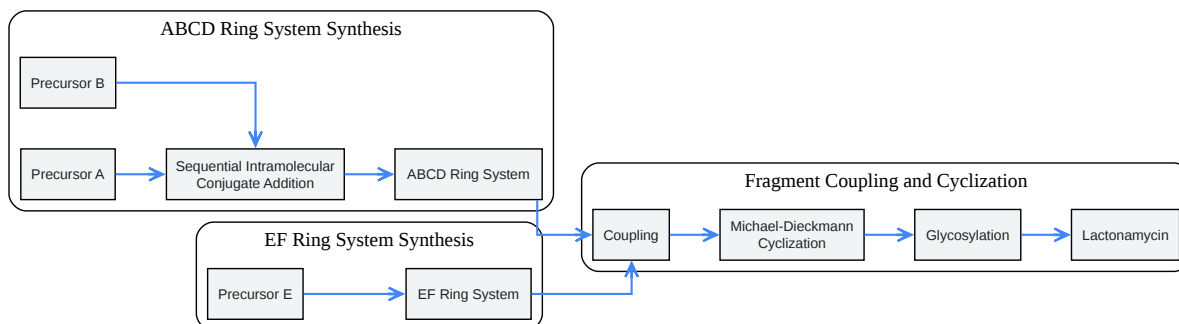 ABCD Ring System Synthesis
Precursor B
Precursor A
Sequential Intramolecular
Conjugate Addition
ABCD Ring System
EF Ring System Synthesis
Precursor E
EF Ring System
Fragment Coupling and Cyclization
Coupling
Michael-Dieckmann
Cyclization
Glycosylation
Lactonamycin